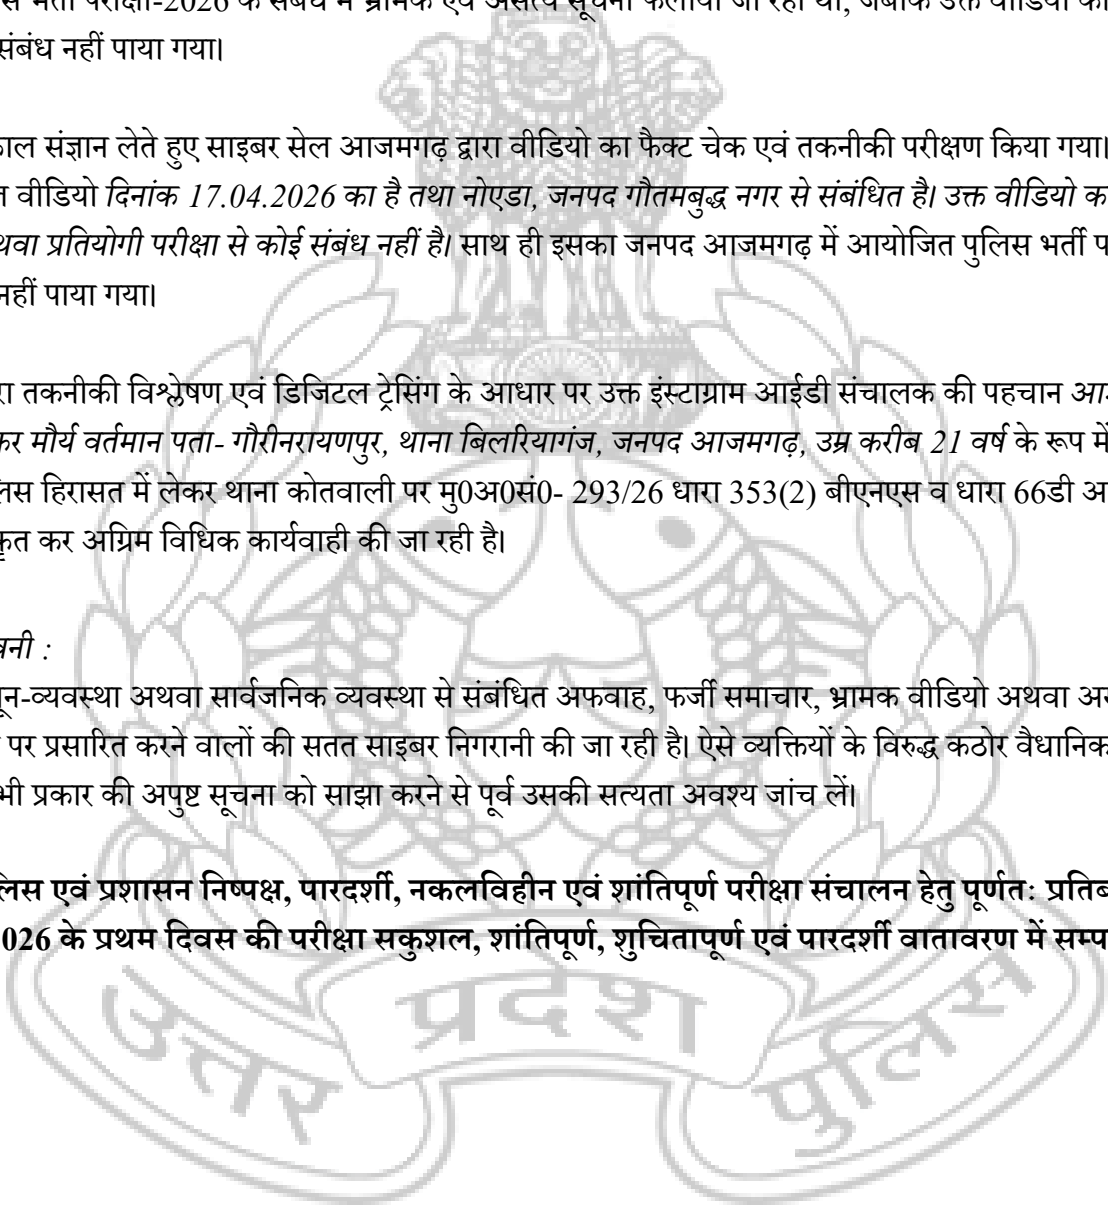 भर्ती परीक्षा-2026 के संबंध में भ्रामक एवं असत्य सूचना फैलायी जा रही थी, जबकि उक्त वीडियो का
संबंध नहीं पाया गया।
संज्ञान लेते हुए साइबर सेल आजमगढ़ द्वारा वीडियो का फैक्ट चेक एवं तकनीकी परीक्षण किया गया।
वीडियो दिनांक 17.04.2026 का है तथा नोएडा, जनपद गौतमबुद्ध नगर से संबंधित है। उक्त वीडियो
प्रतियोगी परीक्षा से कोई संबंध नहीं है। साथ ही इसका जनपद आजमगढ़ में आयोजित पुलिस भर्ती
नहीं पाया गया।
तकनीकी विश्लेषण एवं डिजिटल ट्रेसिंग के आधार पर उक्त इंस्टाग्राम आईडी संचालक की पहचान
मौर्य वर्तमान पता- गौरीनरायणपुर, थाना बिलरियागंज, जनपद आजमगढ़, उम्र करीब 21 वर्ष के रूप में
हिरासत में लेकर थाना कोतवाली पर मु0अ0सं0- 293/26 धारा 353(2) बीएनएस व धारा 66डी
कृत कर अग्रिम विधिक कार्यवाही की जा रही है।
नी :
नून-व्यवस्था अथवा सार्वजनिक व्यवस्था से संबंधित अफवाह, फर्जी समाचार, भ्रामक वीडियो अथवा
पर प्रसारित करने वालों की सतत साइबर निगरानी की जा रही है। ऐसे व्यक्तियों के विरुद्ध कठोर वैधानिक
भी प्रकार की अपुष्ट सूचना को साझा करने से पूर्व उसकी सत्यता अवश्य जांच लें।
लिस एवं प्रशासन निष्पक्ष, पारदर्शी, नकलविहीन एवं शांतिपूर्ण परीक्षा संचालन हेतु पूर्णतः
026 के प्रथम दिवस की परीक्षा सकुशल, शांतिपूर्ण, शुचितापूर्ण एवं पारदर्शी वातावरण में
उत्तर प्रदेश पुलिस